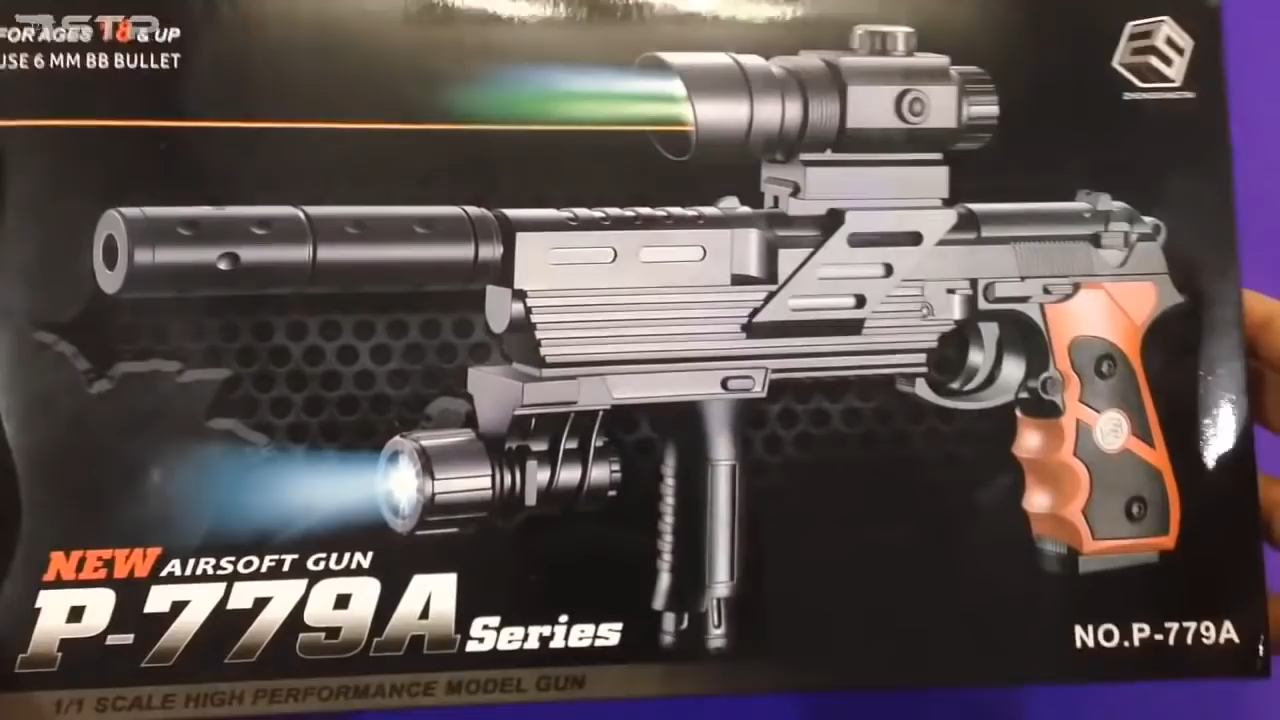 FOR AGES 18 & UP
USE 6 MM BB BULLET
NEW AIRSOFT GUN
P-779A Series
1/1 SCALE HIGH PERFORMANCE MODEL GUN
NO.P-779A